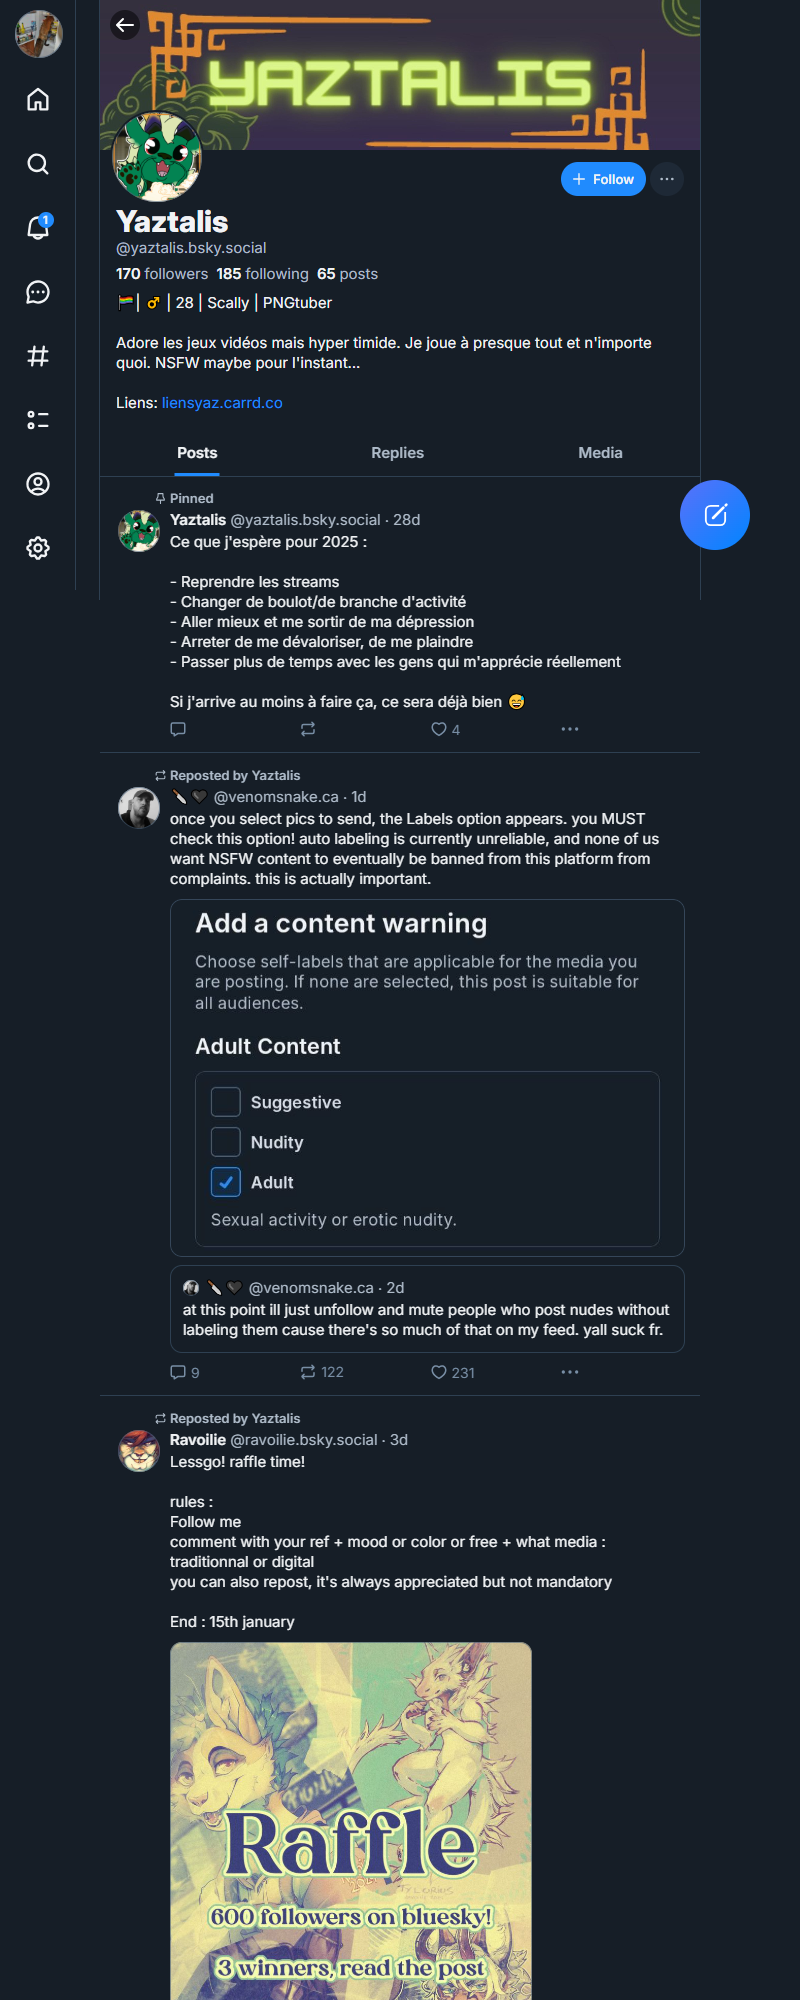 YAZTALIS
1
Follow
Yaztalis
@yaztalis.bsky.social
170 followers 185 following 65 posts
🏳️‍🌈| ♂️ | 28 | Scally | PNGtuber
Adore les jeux vidéos mais hyper timide. Je joue à presque tout et n'importe
quoi. NSFW maybe pour l'instant...
Liens: liensyaz.carrd.co
Posts Replies Media
Pinned
Yaztalis @yaztalis.bsky.social · 28d
Ce que j'espère pour 2025 :
- Reprendre les streams
- Changer de boulot/de branche d'activité
- Aller mieux et me sortir de ma dépression
- Arreter de me dévaloriser, de me plaindre
- Passer plus de temps avec les gens qui m'apprécie réellement
Si j'arrive au moins à faire ça, ce sera déjà bien 😅
4
Reposted by Yaztalis
🔪🖤 @venomsnake.ca · 1d
once you select pics to send, the Labels option appears. you MUST
check this option! auto labeling is currently unreliable, and none of us
want NSFW content to eventually be banned from this platform from
complaints. this is actually important.
Add a content warning
Choose self-labels that are applicable for the media you
are posting. If none are selected, this post is suitable for
all audiences.
Adult Content
Suggestive
Nudity
Adult
Sexual activity or erotic nudity.
🔪🖤 @venomsnake.ca · 2d
at this point ill just unfollow and mute people who post nudes without
labeling them cause there's so much of that on my feed. yall suck fr.
9 122 231
Reposted by Yaztalis
Ravoilie @ravoilie.bsky.social · 3d
Lessgo! raffle time!
rules :
Follow me
comment with your ref + mood or color or free + what media :
traditionnal or digital
you can also repost, it's always appreciated but not mandatory
End : 15th january
Raffle
600 followers on bluesky!
3 winners, read the post